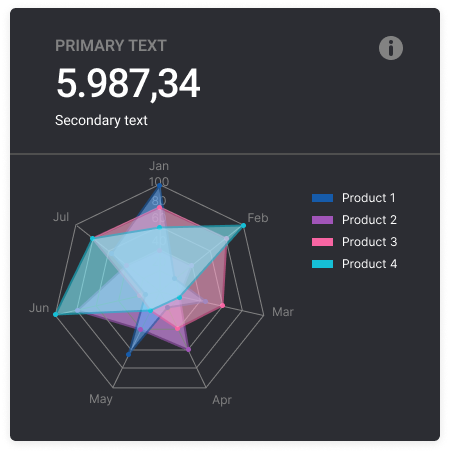 PRIMARY TEXT
5.987,34
Secondary text
Jan
100
80
Feb
Mar
Apr
May
Jun
Jul
Product 1
Product 2
Product 3
Product 4